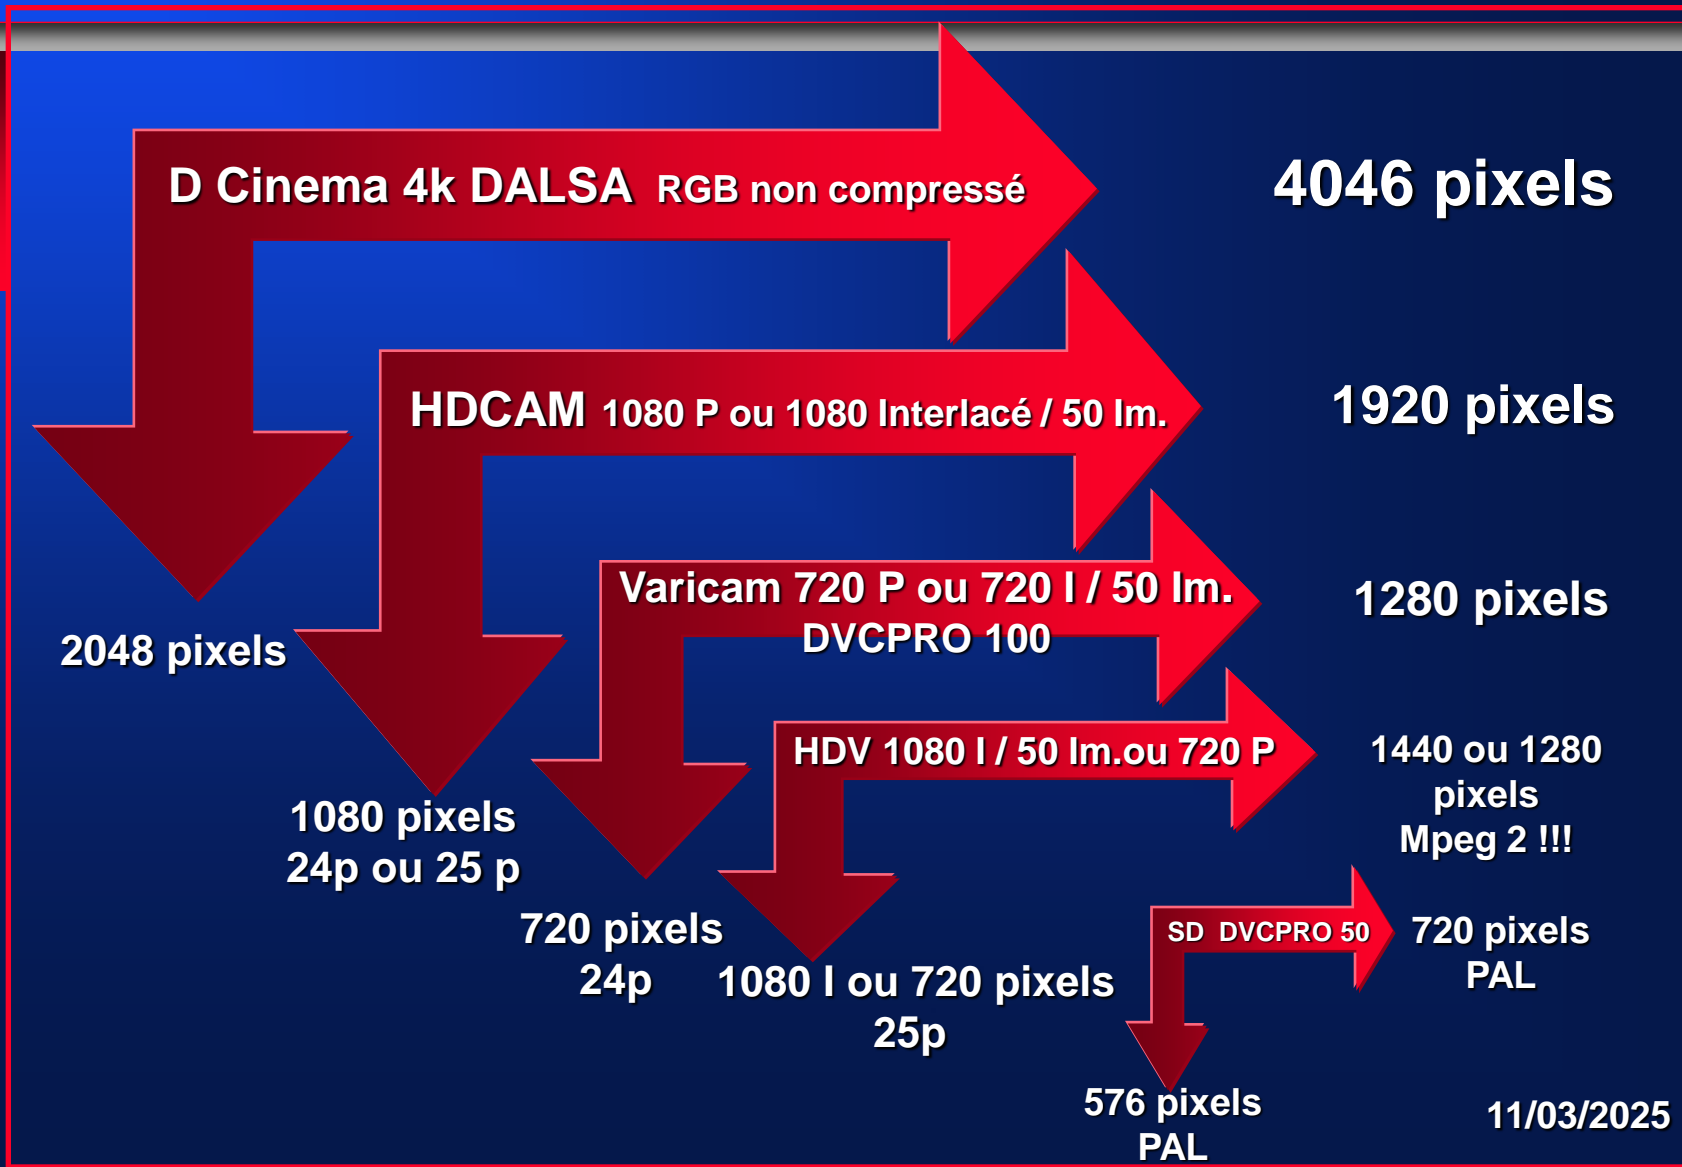 D Cinema 4k DALSA RGB non compressé
4046 pixels
HDCAM 1080 P ou 1080 Interlacé / 50 Im.
1920 pixels
Varicam 720 P ou 720 I / 50 Im.
DVCPRO 100
1280 pixels
2048 pixels
HDV 1080 I / 50 Im.ou 720 P
1440 ou 1280
pixels
Mpeg 2 !!!
1080 pixels
24p ou 25 p
720 pixels
24p
1080 I ou 720 pixels
25p
SD DVCPRO 50
720 pixels
PAL
576 pixels
PAL
11/03/2025